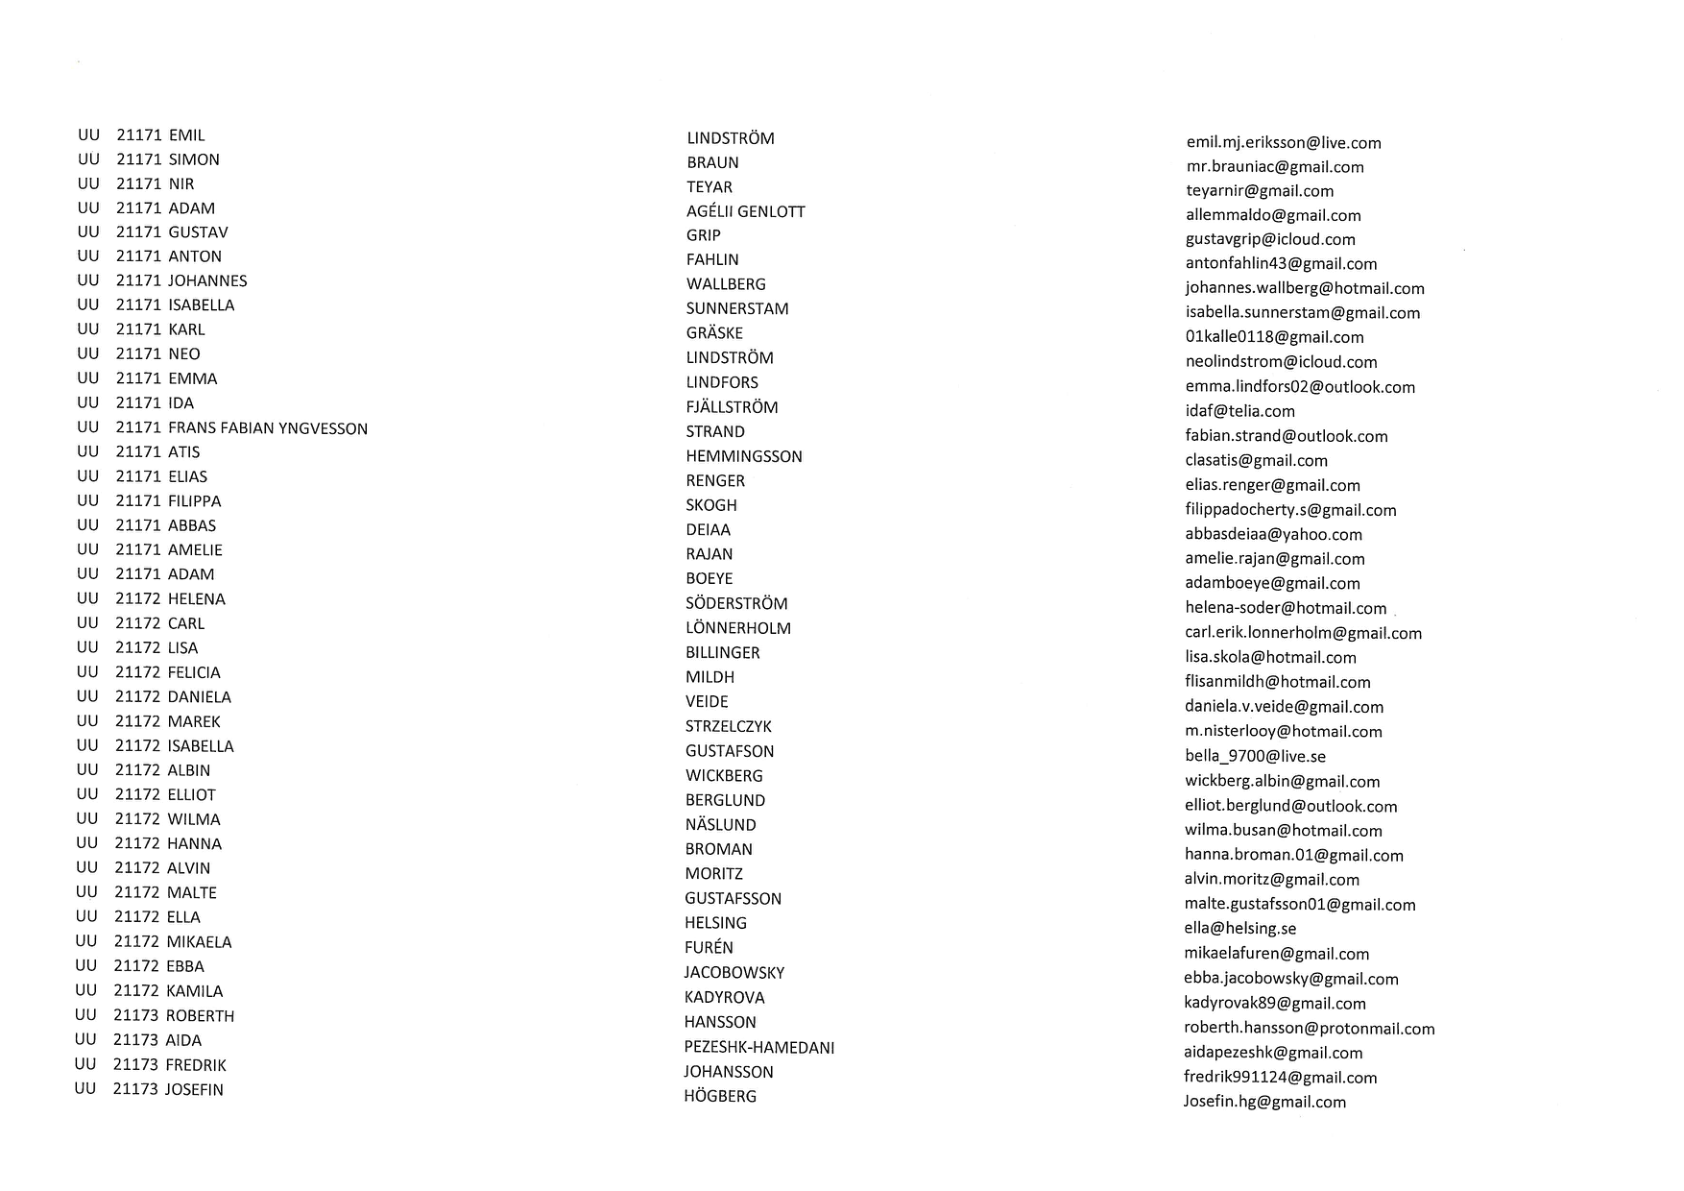 UU 21171 EMIL LINDSTRÖM emil.mj.eriksson@live.com
UU 21171 SIMON BRAUN mr.brauniac@gmail.com
UU 21171 NIR TEYAR teyarnir@gmail.com
UU 21171 ADAM AGÉLII GENLOTT allemmaldo@gmail.com
UU 21171 GUSTAV GRIP gustavgrip@icloud.com
UU 21171 ANTON FAHLIN antonfahlin43@gmail.com
UU 21171 JOHANNES WALLBERG johannes.wallberg@hotmail.com
UU 21171 ISABELLA SUNNERSTAM isabella.sunnerstam@gmail.com
UU 21171 KARL GRÄSKE 01kalle0118@gmail.com
UU 21171 NEO LINDSTRÖM neolindstrom@icloud.com
UU 21171 EMMA LINDFORS emma.lindfors02@outlook.com
UU 21171 IDA FJÄLLSTRÖM idaf@telia.com
UU 21171 FRANS FABIAN YNGVESSON STRAND fabian.strand@outlook.com
UU 21171 ATIS HEMMINGSSON clasatis@gmail.com
UU 21171 ELIAS RENGER elias.renger@gmail.com
UU 21171 FILIPPA SKOGH filippadocherty.s@gmail.com
UU 21171 ABBAS DEIAA abbasdeiaa@yahoo.com
UU 21171 AMELIE RAJAN amelie.rajan@gmail.com
UU 21171 ADAM BOEYE adamboeye@gmail.com
UU 21172 HELENA SÖDERSTRÖM helena-soder@hotmail.com
UU 21172 CARL LÖNNERHOLM carl.erik.lonnerholm@gmail.com
UU 21172 LISA BILLINGER lisa.skola@hotmail.com
UU 21172 FELICIA MILDH flisanmildh@hotmail.com
UU 21172 DANIELA VEIDE daniela.v.veide@gmail.com
UU 21172 MAREK STRZELCZYK m.nisterlooy@hotmail.com
UU 21172 ISABELLA GUSTAFSON bella_9700@live.se
UU 21172 ALBIN WICKBERG wickberg.albin@gmail.com
UU 21172 ELLIOT BERGLUND elliot.berglund@outlook.com
UU 21172 WILMA NÄSLUND wilma.busan@hotmail.com
UU 21172 HANNA BROMAN hanna.broman.01@gmail.com
UU 21172 ALVIN MORITZ alvin.moritz@gmail.com
UU 21172 MALTE GUSTAFSSON malte.gustafsson01@gmail.com
UU 21172 ELLA HELSING ella@helsing.se
UU 21172 MIKAELA FURÉN mikaelafuren@gmail.com
UU 21172 EBBA JACOBOWSKY ebba.jacobowsky@gmail.com
UU 21172 KAMILA KADYROVA kadyrovak89@gmail.com
UU 21173 ROBERTH HANSSON roberth.hansson@protonmail.com
UU 21173 AIDA PEZESHK-HAMEDANI aidapezeshk@gmail.com
UU 21173 FREDRIK JOHANSSON fredrik991124@gmail.com
UU 21173 JOSEFIN HÖGBERG Josefin.hg@gmail.com